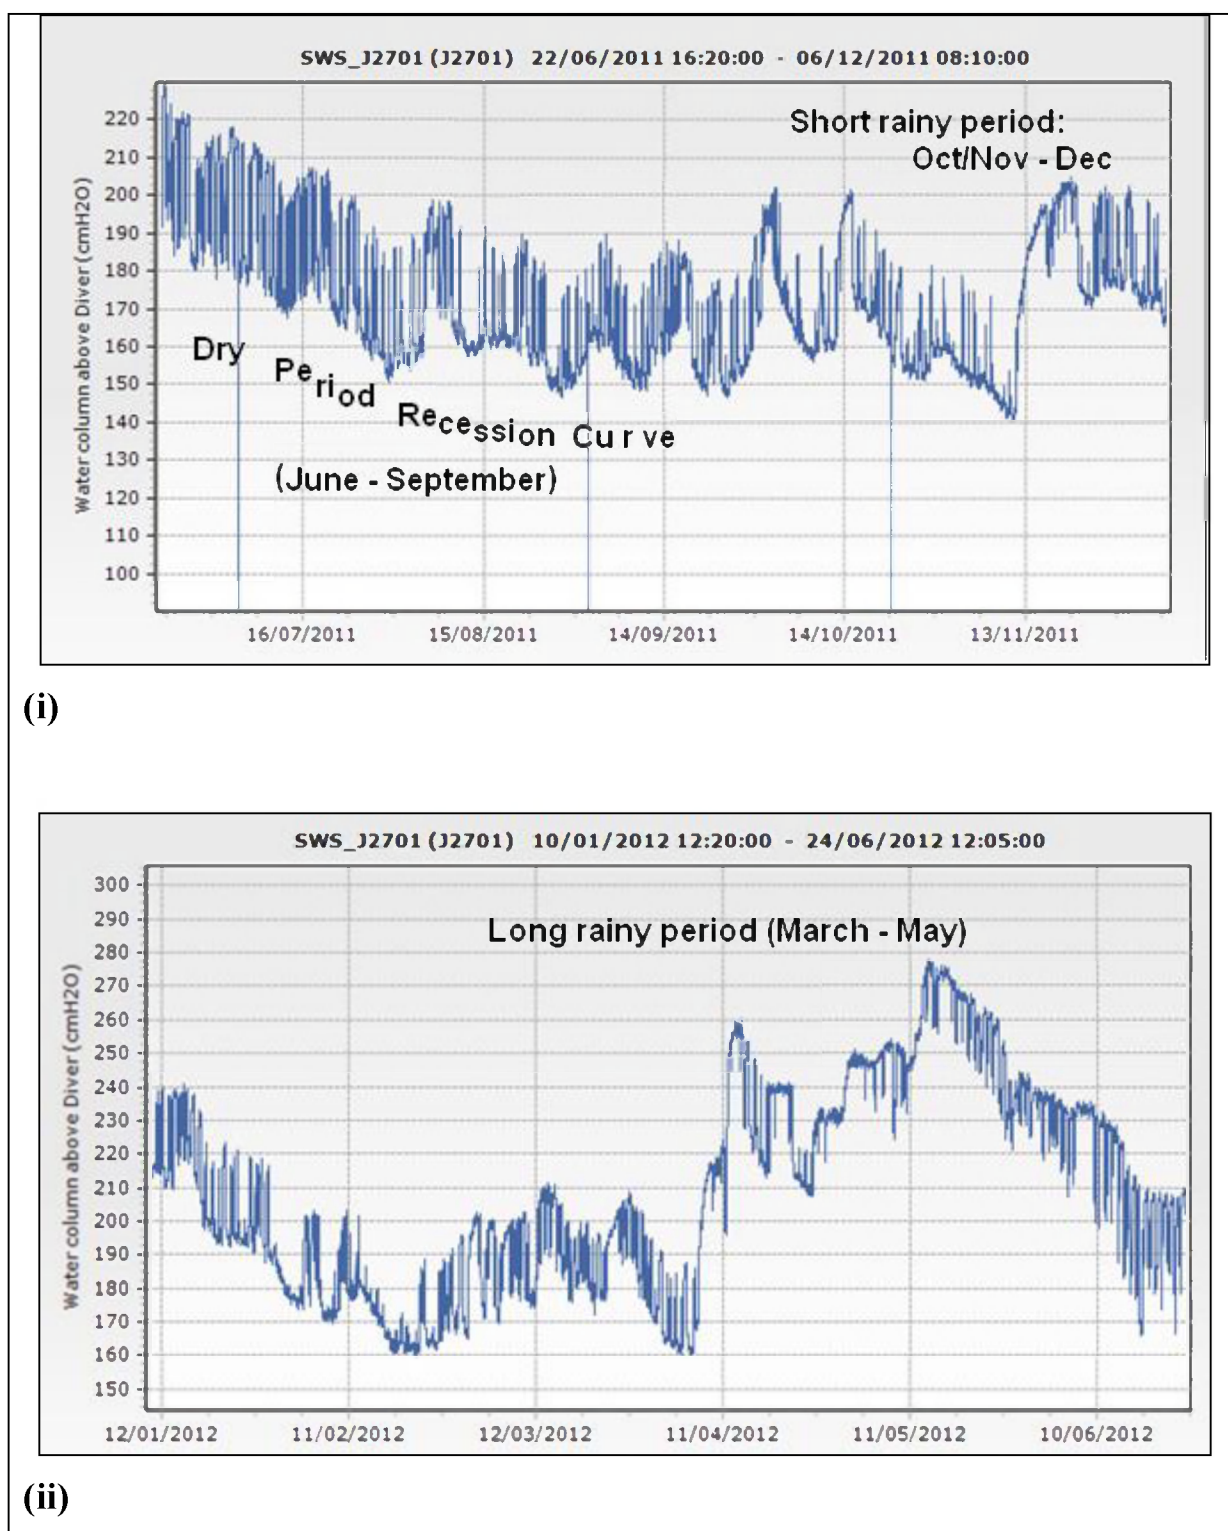 SWS_J2701 (J2701) 22/06/2011 16:20:00 - 06/12/2011 08:10:00
Short rainy period:
Oct/Nov - Dec
Water column above Diver (cmH2O)
220
210
200
190
180
170
160
150
140
130
120
110
100
Dry Period Recession Curve
(June - September)
16/07/2011 15/08/2011 14/09/2011 14/10/2011 13/11/2011
(i)
SWS_J2701 (J2701) 10/01/2012 12:20:00 - 24/06/2012 12:05:00
Long rainy period (March - May)
Water column above Diver (cmH2O)
300
290
280
270
260
250
240
230
220
210
200
190
180
170
160
150
12/01/2012 11/02/2012 12/03/2012 11/04/2012 11/05/2012 10/06/2012
(ii)